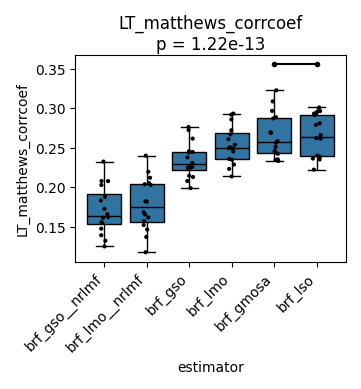 LT_matthews_corrcoef
p = 1.22e-13
LT_matthews_corrcoef
0.35
0.30
0.25
0.20
0.15
brf_gso__nrlmf
brf_lmo__nrlmf
brf_gso
brf_lmo
brf_gmosa
brf_lso
estimator